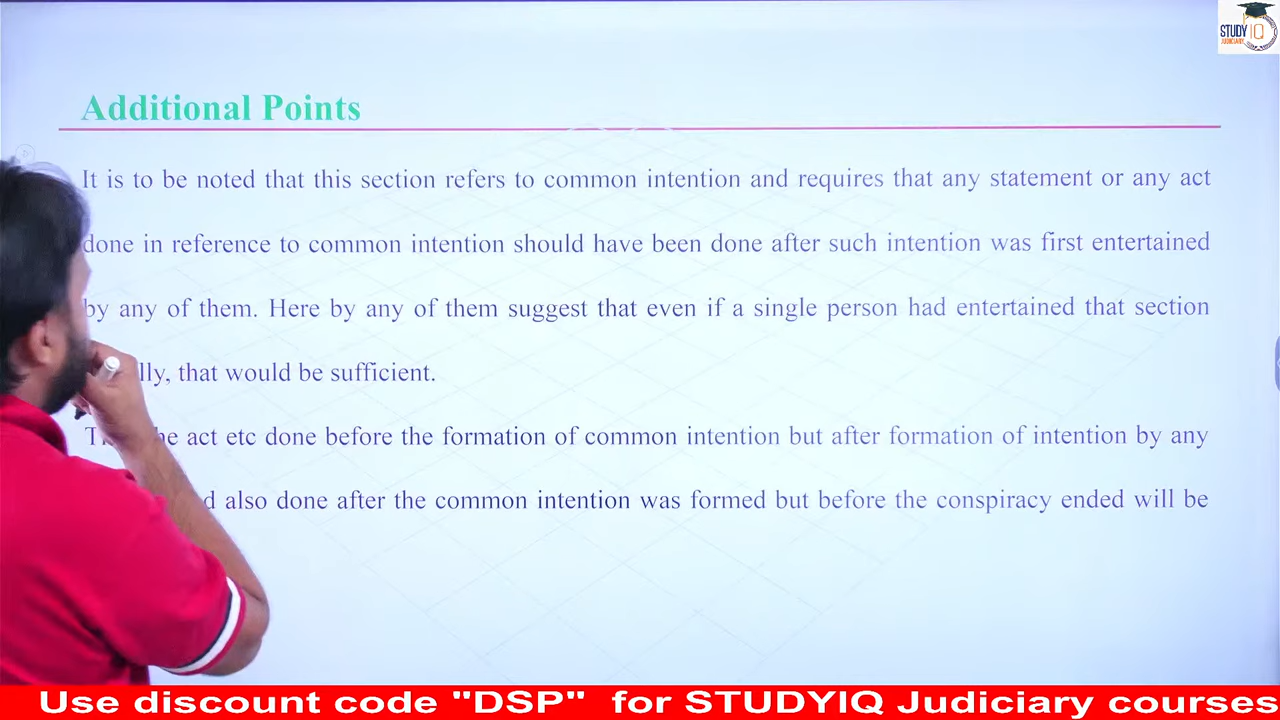 STUDY IQ
JUDICIARY
Additional Points
It is to be noted that this section refers to common intention and requires that any statement or any act
done in reference to common intention should have been done after such intention was first entertained
by any of them. Here by any of them suggest that even if a single person had entertained that section
that would be sufficient.
act etc done before the formation of common intention but after formation of intention by any
also done after the common intention was formed but before the conspiracy ended will be
Use discount code "DSP" for STUDYIQ Judiciary courses